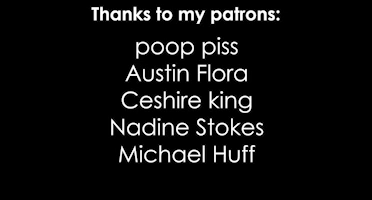 Thanks to my patrons:
poop piss
Austin Flora
Ceshire king
Nadine Stokes
Michael Huff